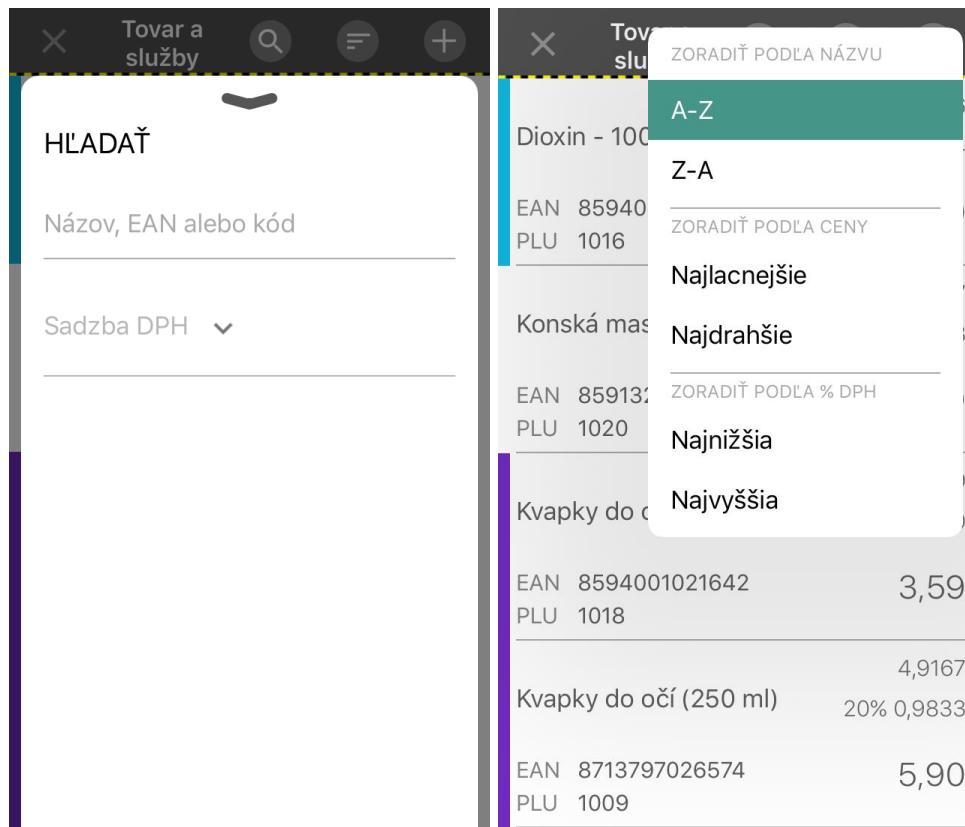 Tovar a
služby
HĽADAŤ
Názov, EAN alebo kód
Sadzba DPH
ZORADIŤ PODĽA NÁZVU
A-Z
Z-A
ZORADIŤ PODĽA CENY
Najlacnejšie
Najdrahšie
ZORADIŤ PODĽA % DPH
Najnižšia
Najvyššia
Dioxin - 100
EAN 85940
PLU 1016
Konská mas
EAN 859132
PLU 1020
Kvapky do o
EAN 8594001021642
3,59
PLU 1018
4,9167
Kvapky do očí (250 ml)
20% 0,9833
EAN 8713797026574
5,90
PLU 1009